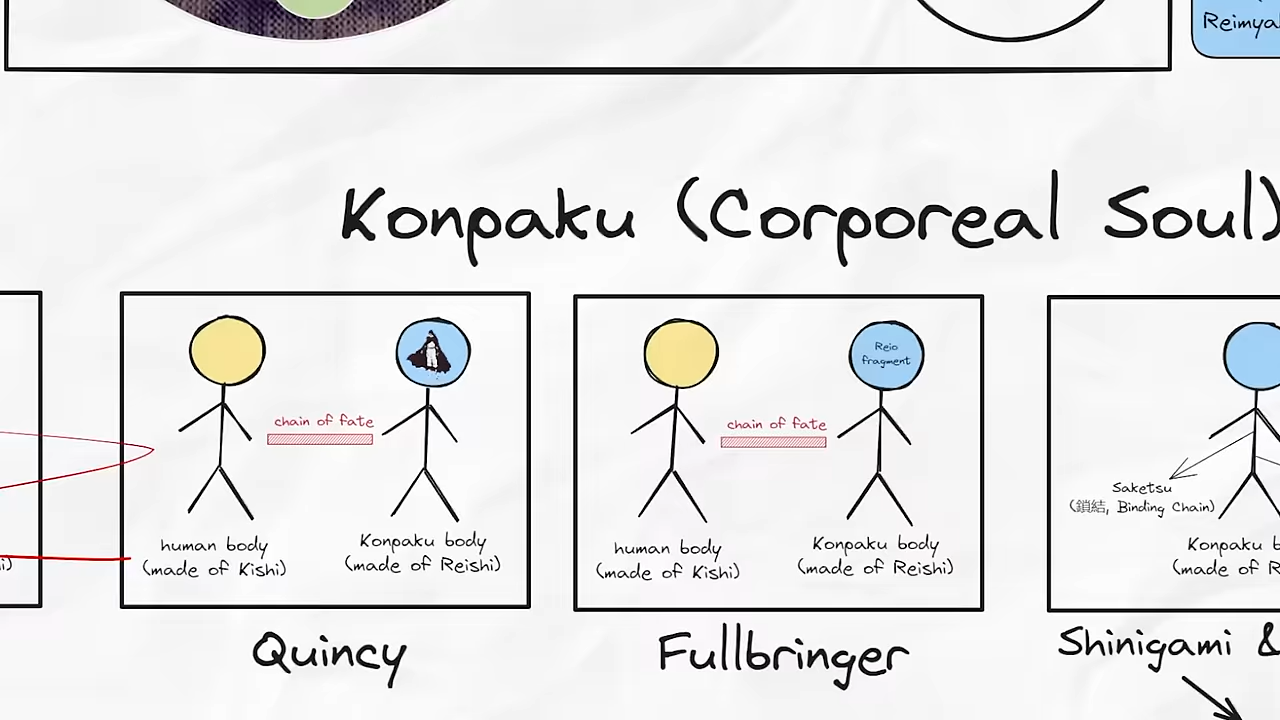 Konpaku (Corporeal Soul)
chain of fate
human body
(made of Kishi)
Konpaku body
(made of Reishi)
Quincy
Reio
fragment
chain of fate
human body
(made of Kishi)
Konpaku body
(made of Reishi)
Fullbringer
Saketsu
(鎖結, Binding Chain)
Konpaku
(made of
Shinigami &